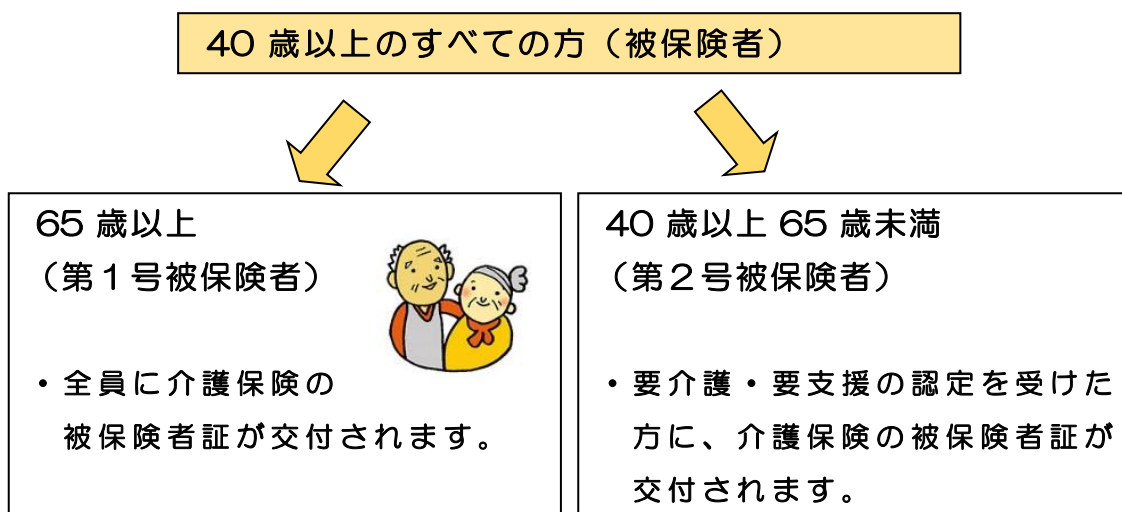 40 歳以上のすべての方（被保険者）
65 歳以上
（第１号被保険者）
・全員に介護保険の
被保険者証が交付されます。
40 歳以上 65 歳未満
（第２号被保険者）
・要介護・要支援の認定を受けた
方に、介護保険の被保険者証が
交付されます。